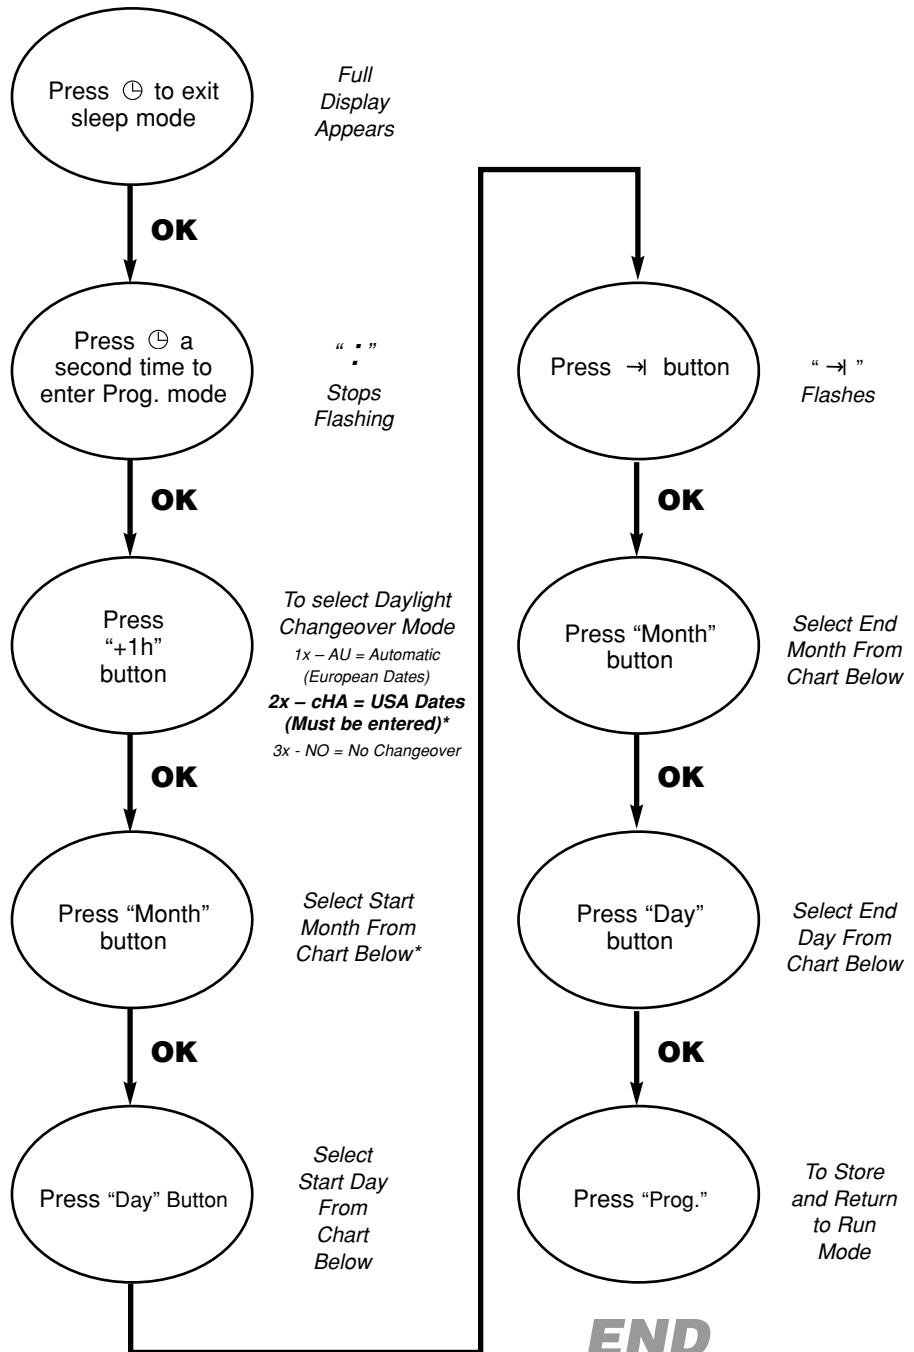 Press to exit
sleep mode
Full
Display
Appears
OK
Press a
second time to
enter Prog. mode
“ : ”
Stops
Flashing
OK
Press
“+1h”
button
To select Daylight
Changeover Mode
1x – AU = Automatic
(European Dates)
2x – cHA = USA Dates
(Must be entered)*
3x - NO = No Changeover
OK
Press “Month”
button
Select Start
Month From
Chart Below*
OK
Press “Day” Button
Select
Start Day
From
Chart
Below
Press →| button
“ →| ”
Flashes
OK
Press “Month”
button
Select End
Month From
Chart Below
OK
Press “Day”
button
Select End
Day From
Chart Below
OK
Press “Prog.”
To Store
and Return
to Run
Mode
END